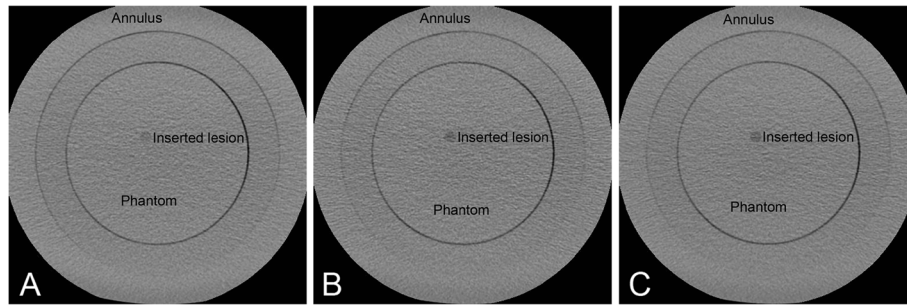 Annulus
Inserted lesion
Phantom
A
Annulus
Inserted lesion
Phantom
B
Annulus
Inserted lesion
Phantom
C